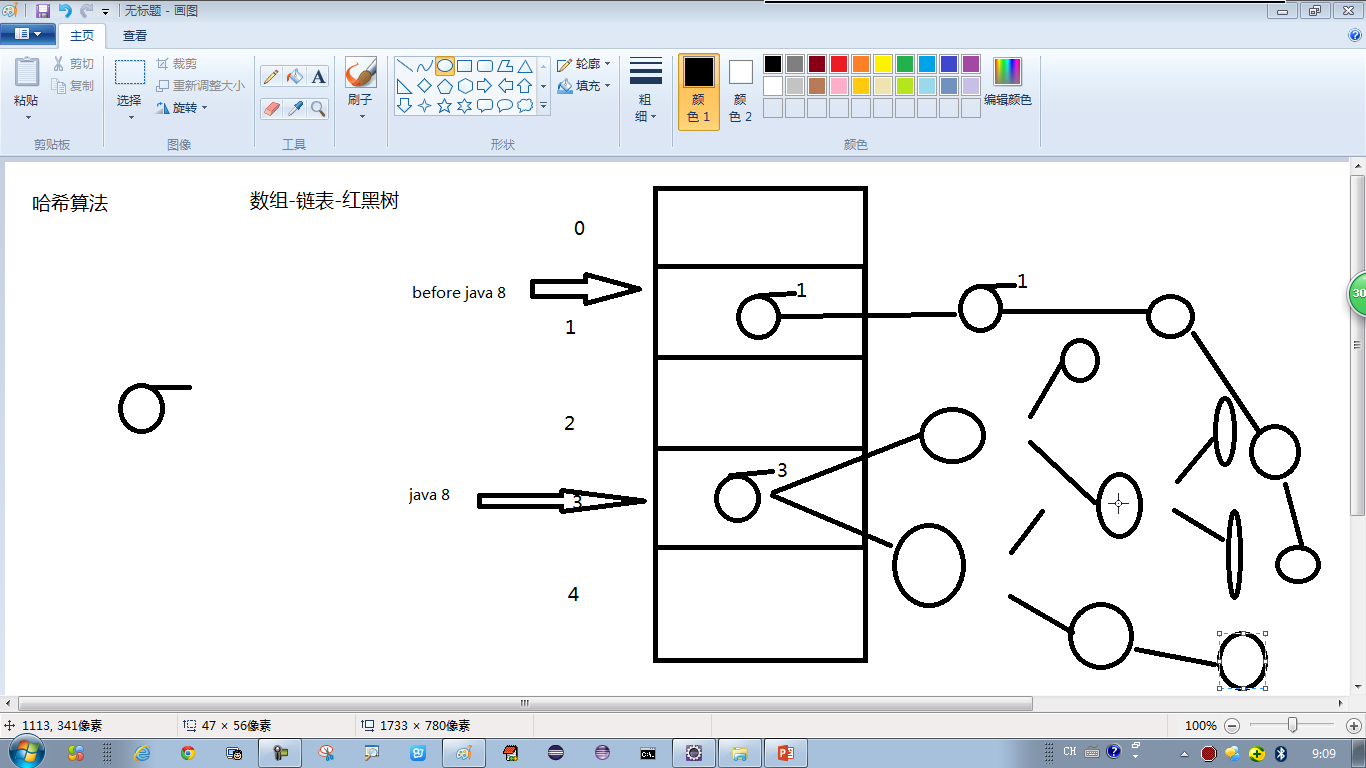 无标题 - 画图
主页
查看
粘贴
剪切
复制
剪贴板
选择
裁剪
重新调整大小
旋转
图像
A
工具
刷子
轮廓
填充
形状
粗细
颜色 1
颜色 2
编辑颜色
颜色
哈希算法
数组-链表-红黑树
0
before java 8
1
1
1
2
java 8
3
3
4
30
1113, 341像素
47 × 56像素
1733 × 780像素
100%
CH
9:09